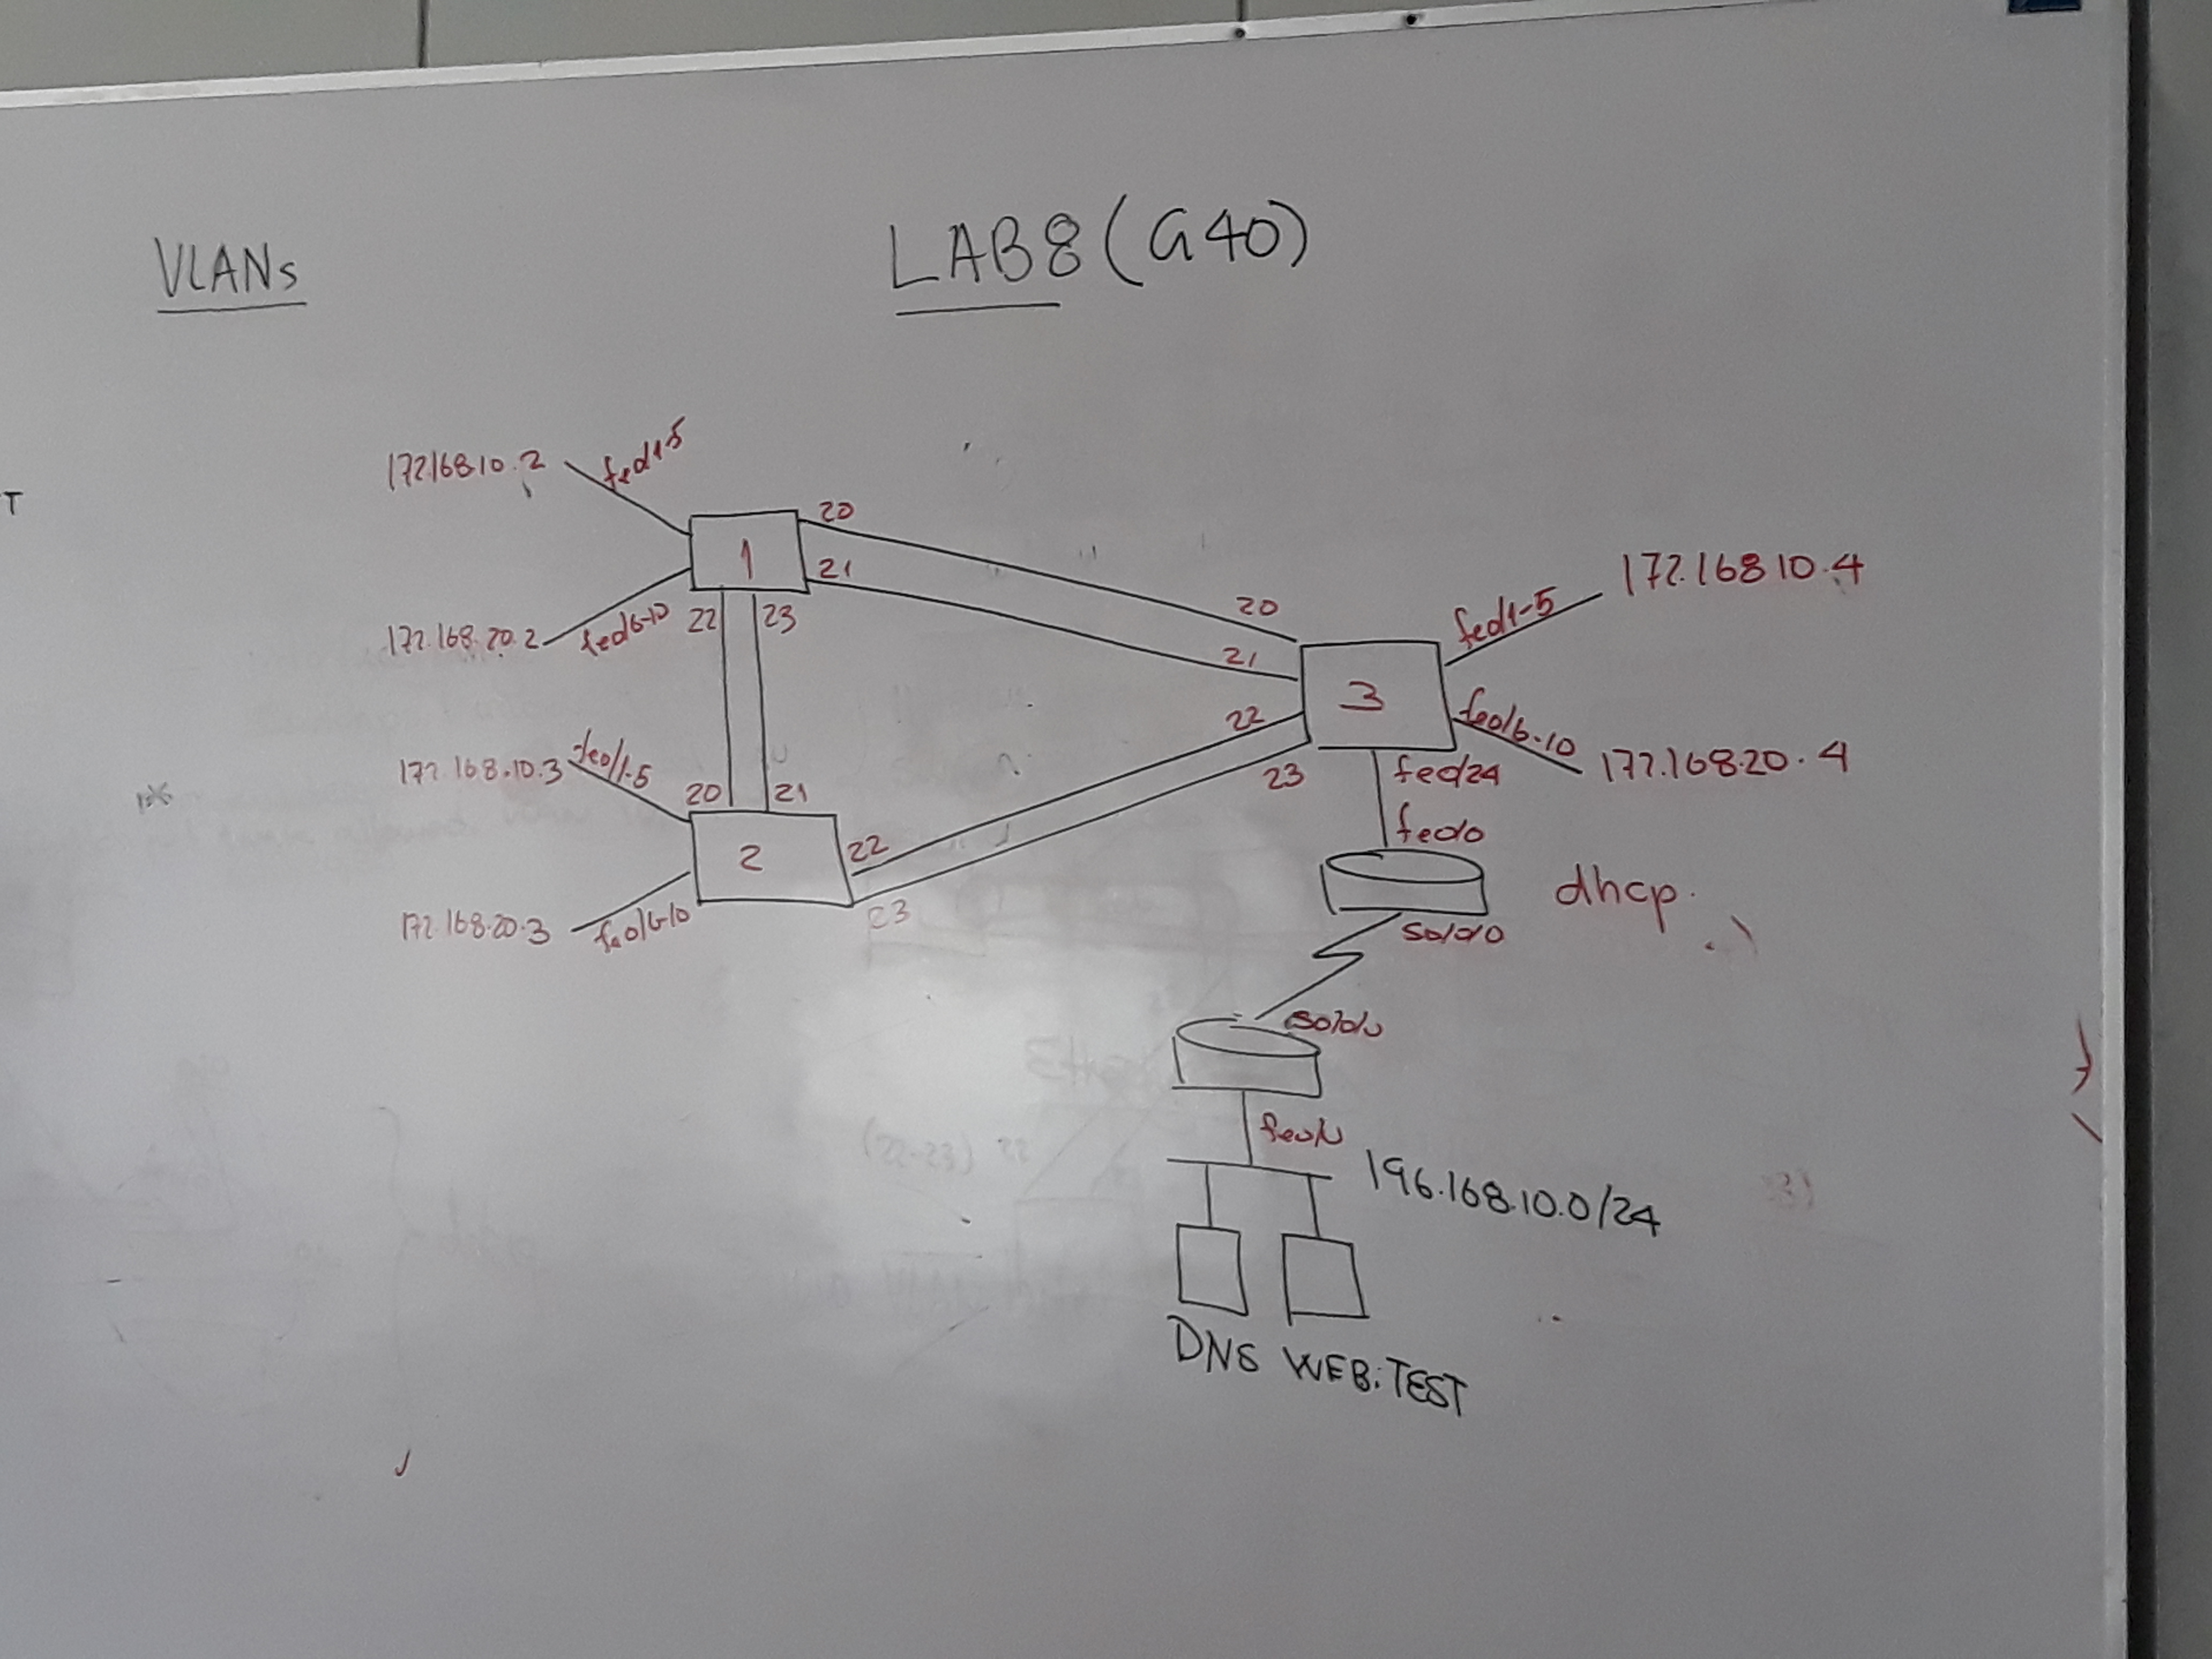 VLANs
LAB8 (G40)
T
172.168.10.2
fe0/1-5
20
21
1
172.168.20.2
fe0/6-10
22
23
20
21
172.168.10.4
fe0/1-5
3
fe0/6-10
172.168.20.4
22
23
fe0/24
172.168.10.3
fe0/1-5
20
21
2
22
23
172.168.20.3
fe0/6-10
fe0/0
dhcp.
S0/0/0
S0/0/0
fe0/0
196.168.10.0/24
DNS WEB:TEST
(22-23) 22